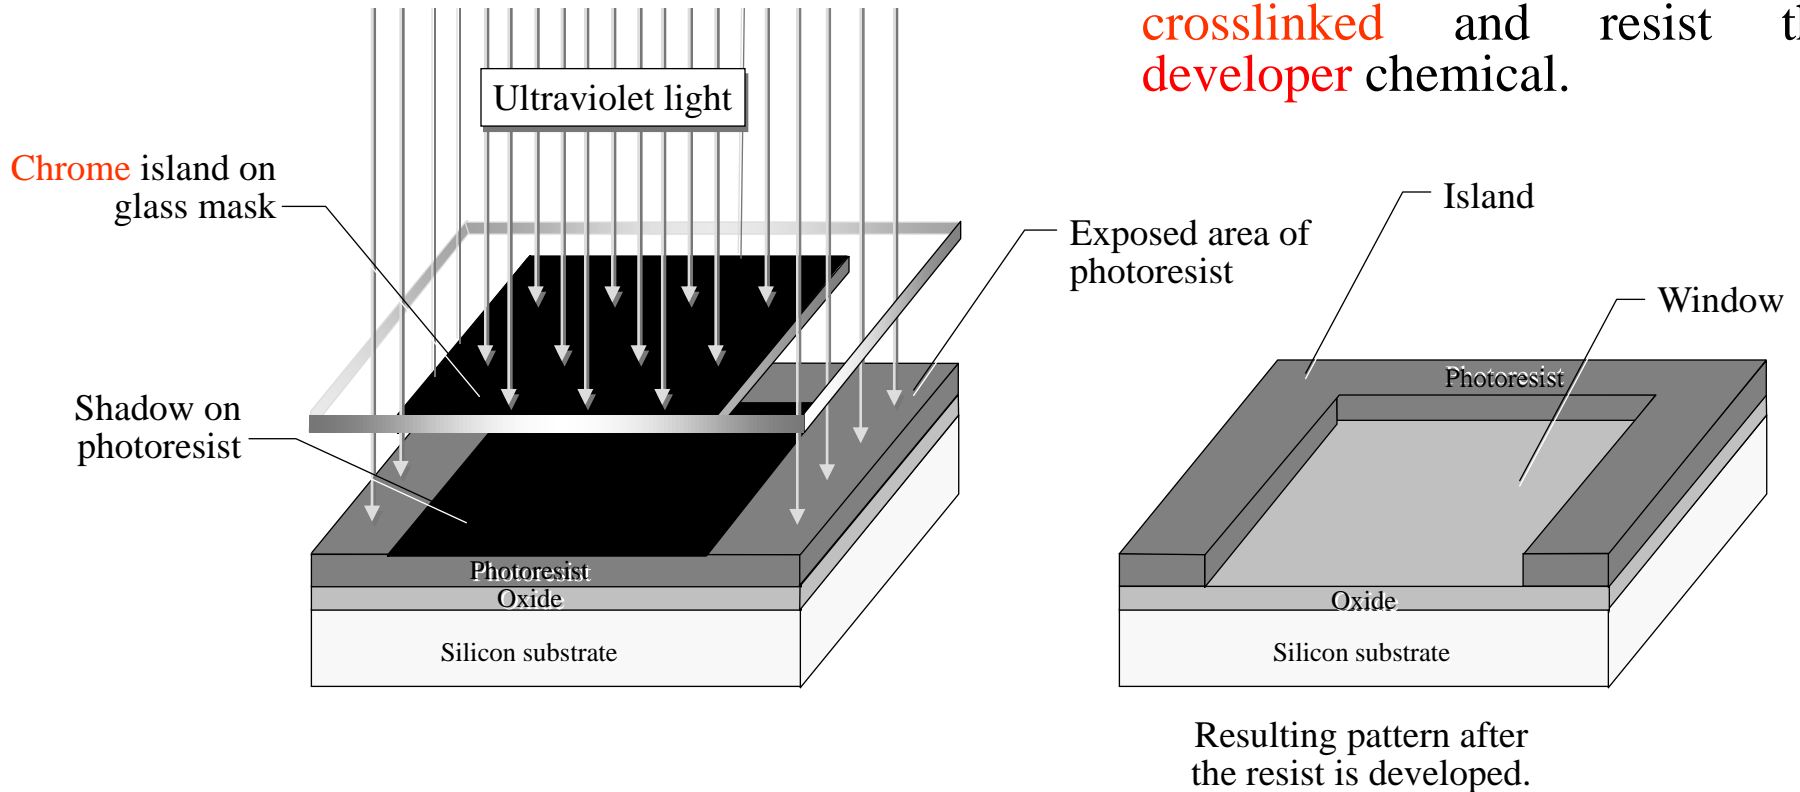 crosslinked and resist
developer chemical.
Ultraviolet light
Chrome island on
glass mask
Shadow on
photoresist
Exposed area of
photoresist
Island
Window
Photoresist
Oxide
Silicon substrate
Photoresist
Oxide
Silicon substrate
Resulting pattern after
the resist is developed.